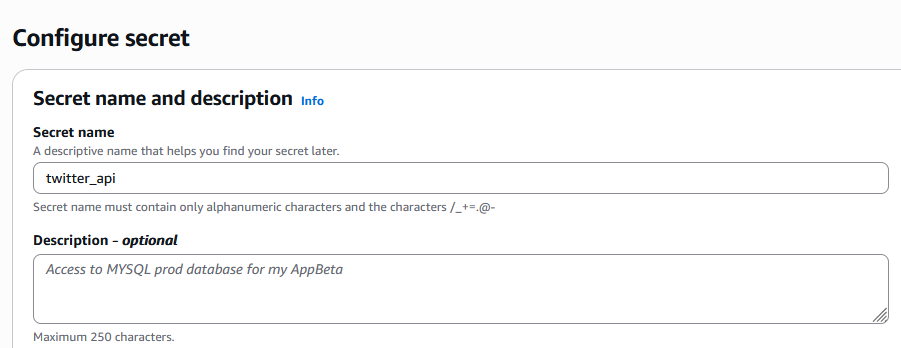 Configure secret
Secret name and description Info
Secret name
A descriptive name that helps you find your secret later.
twitter_api
Secret name must contain only alphanumeric characters and the characters /_+=.@-
Description - optional
Access to MYSQL prod database for my AppBeta
Maximum 250 characters.